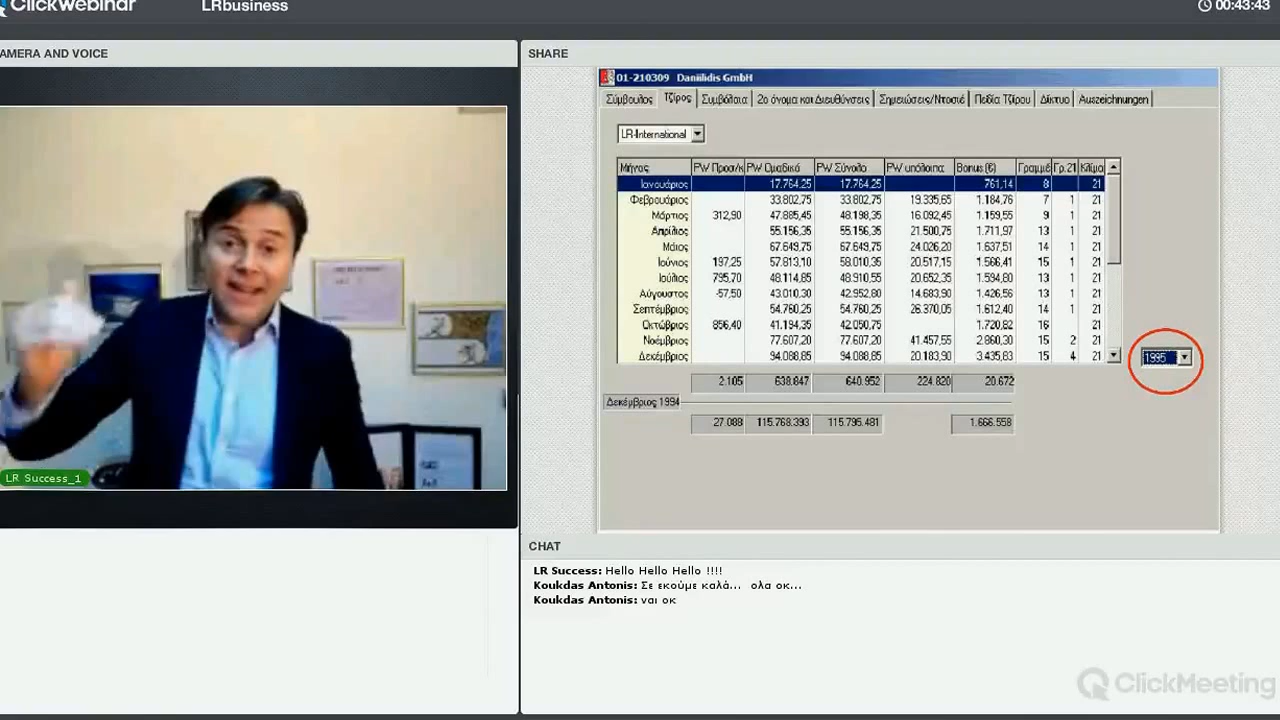 ClickWebinar
LRbusiness
00:43:43
AMERA AND VOICE
SHARE
01-210309 Daniilidis GmbH
Σύμβουλος Τζίρος Συμβόλαια 2ο όνομα και Διευθύνσεις Σημειώσεις/Ντοσιέ Πεδία Τζίρου Δίκτυο Auszeichnungen
LR-International
Μήνας PW Προσ/κ PW Ομαδικό PW Σύνολο PW υπόλοιπα Bonus (€) Γραμμέ Γρ.21 Κλίμα
Ιανουάριος 17.764,25 17.764,25 761,14 8 21
Φεβρουάριος 33.802,75 33.802,75 19.335,65 1.184,76 7 1 21
Μάρτιος 312,90 47.885,45 48.198,35 16.092,45 1.159,55 9 1 21
Απρίλιος 55.156,35 55.156,35 21.500,75 1.711,97 13 1 21
Μάιος 67.649,75 67.649,75 24.026,20 1.637,51 14 1 21
Ιούνιος 197,25 57.813,10 58.010,35 20.517,15 1.566,41 15 1 21
Ιούλιος 795,70 48.114,85 48.910,55 20.652,35 1.594,80 13 1 21
Αύγουστος -57,50 43.010,30 42.952,80 14.683,90 1.426,56 13 1 21
Σεπτέμβριος 54.760,25 54.760,25 26.370,05 1.612,40 14 1 21
Οκτώβριος 856,40 41.194,35 42.050,75 1.720,82 16 21
Νοέμβριος 77.607,20 77.607,20 41.457,55 2.860,30 15 2 21
Δεκέμβριος 94.088,85 94.088,85 20.183,90 3.435,83 15 4 21
1995
2.105 638.847 640.952 224.820 20.672
Δεκέμβριος 1994
27.088 115.768.393 115.795.481 1.666.558
LR Success_1
CHAT
LR Success: Hello Hello Hello !!!!
Koukdas Antonis: Σε εκούμε καλά... ολα οκ...
Koukdas Antonis: ναι οκ
ClickMeeting